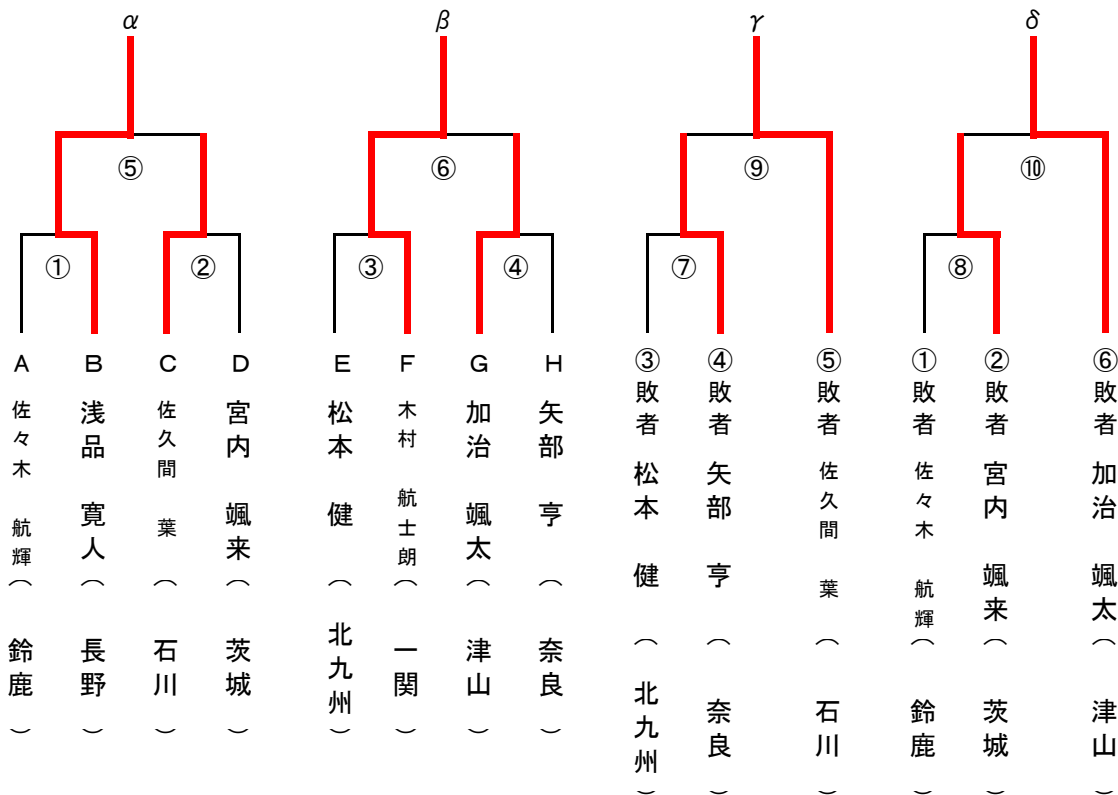 α β γ δ
⑤ ⑥ ⑨ ⑩
① ② ③ ④ ⑦ ⑧
A 佐々木 航輝 (鈴鹿)
B 浅品 寛人 (長野)
C 佐久間 葉 (石川)
D 宮内 颯来 (茨城)
E 松本 健 (北九州)
F 木村 航士朗 (一関)
G 加治 颯太 (津山)
H 矢部 亨 (奈良)
③敗者 松本 健 (北九州)
④敗者 矢部 亨 (奈良)
⑤敗者 佐久間 葉 (石川)
①敗者 佐々木 航輝 (鈴鹿)
②敗者 宮内 颯来 (茨城)
⑥敗者 加治 颯太 (津山)